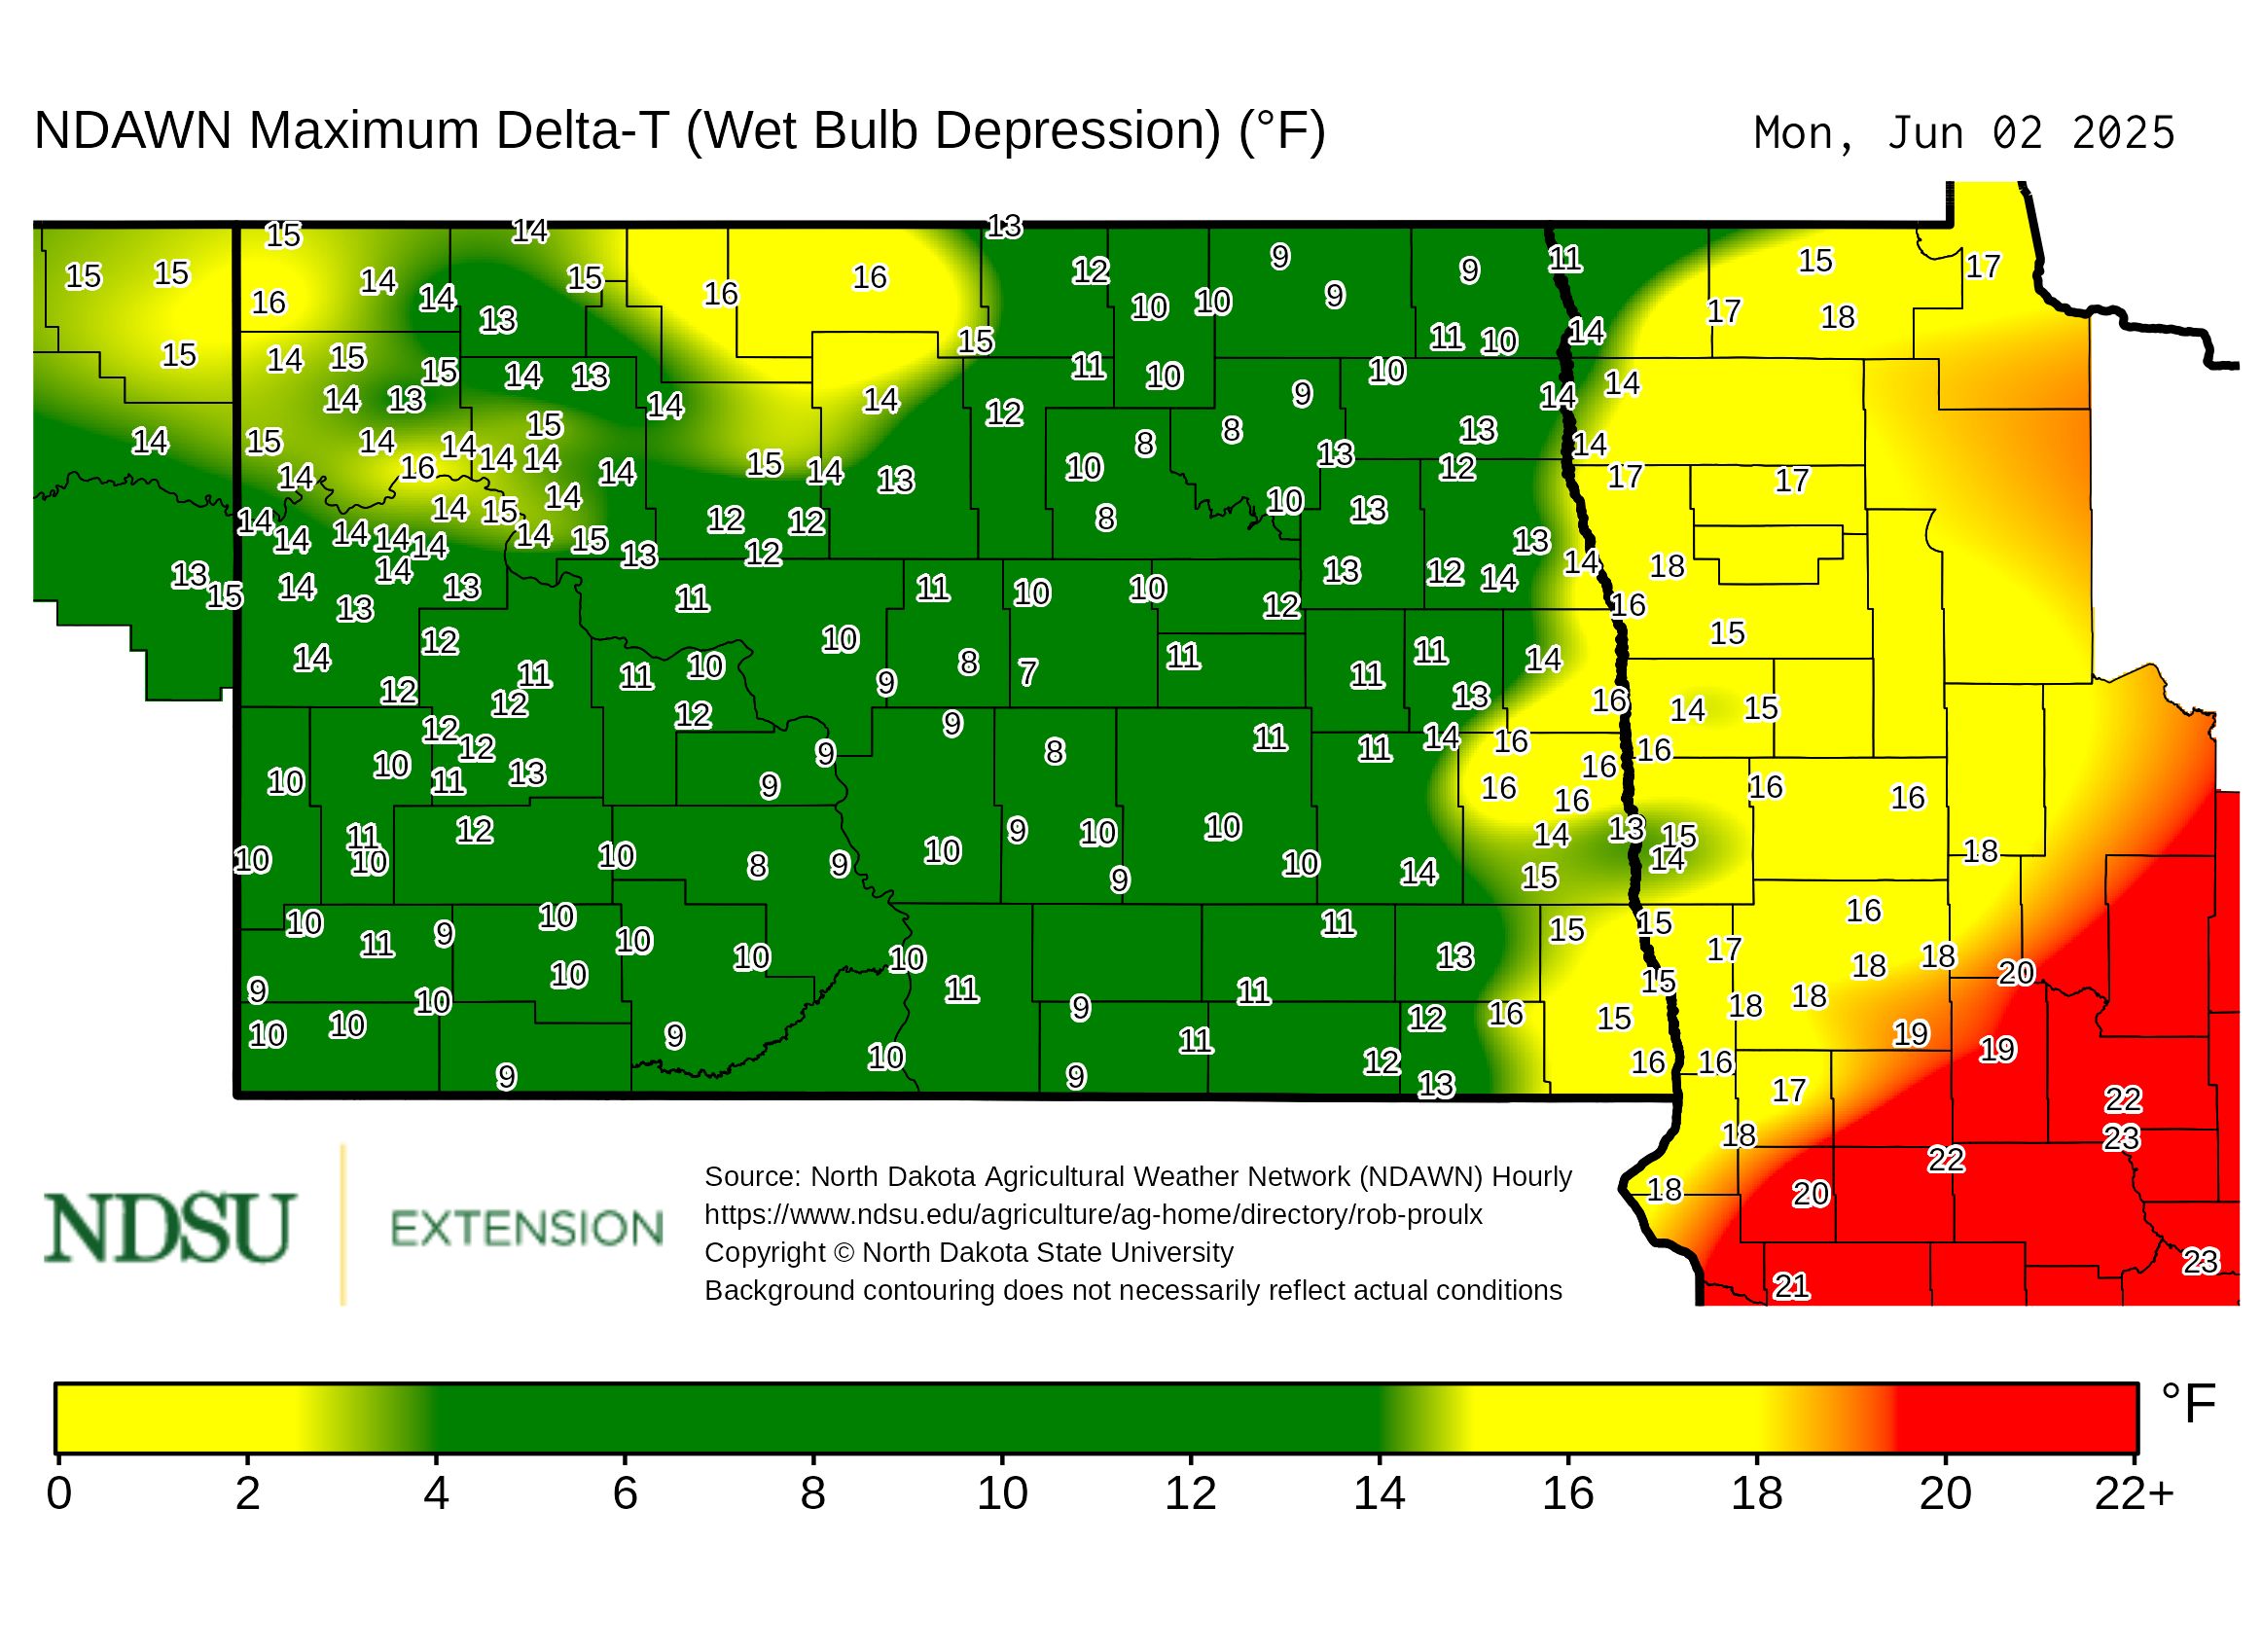 NDAWN Maximum Delta-T (Wet Bulb Depression) (°F)
Mon, Jun 02 2025
15 14 13
15 15 16 14 14 13 15 16 16 12 9 9 9 11 15 17
10 10 17 18
15 14 15 15 14 13 15 11 10 11 10 14
14 13 14 14 12 9 10 14 14
14 15 14 14 15 14 14 15 14 13 10 8 8 13 13 12 14 17 17
14 16 14 15 14 12 12 8 10 13
14 14 14 14 14 14 15 13 12 13 14 18
13 15 14 14 13 13 11 11 10 10 12 13 12 14 16
14 12 11 11 10 10 9 8 7 11 11 11 14 15
12 12 12 9 13 16 14 15
12 12 9 8 11 11 14 16 16
10 10 11 13 9 16 16 16 16 16
10 11 10 12 10 8 9 10 9 10 10 14 13 15 14
9 10 14 15 18
10 11 9 10 10 10 10 11 13 15 15 17 16
9 10 10 11 11 15 18 18 20
10 10 9 10 9 11 12 16 15 18 18 19
9 9 12 13 16 16 17 19 22
18 23
18 20 22
21 23
NDSU
EXTENSION
Source: North Dakota Agricultural Weather Network (NDAWN) Hourly
https://www.ndsu.edu/agriculture/ag-home/directory/rob-proulx
Copyright © North Dakota State University
Background contouring does not necessarily reflect actual conditions
°F
0 2 4 6 8 10 12 14 16 18 20 22+